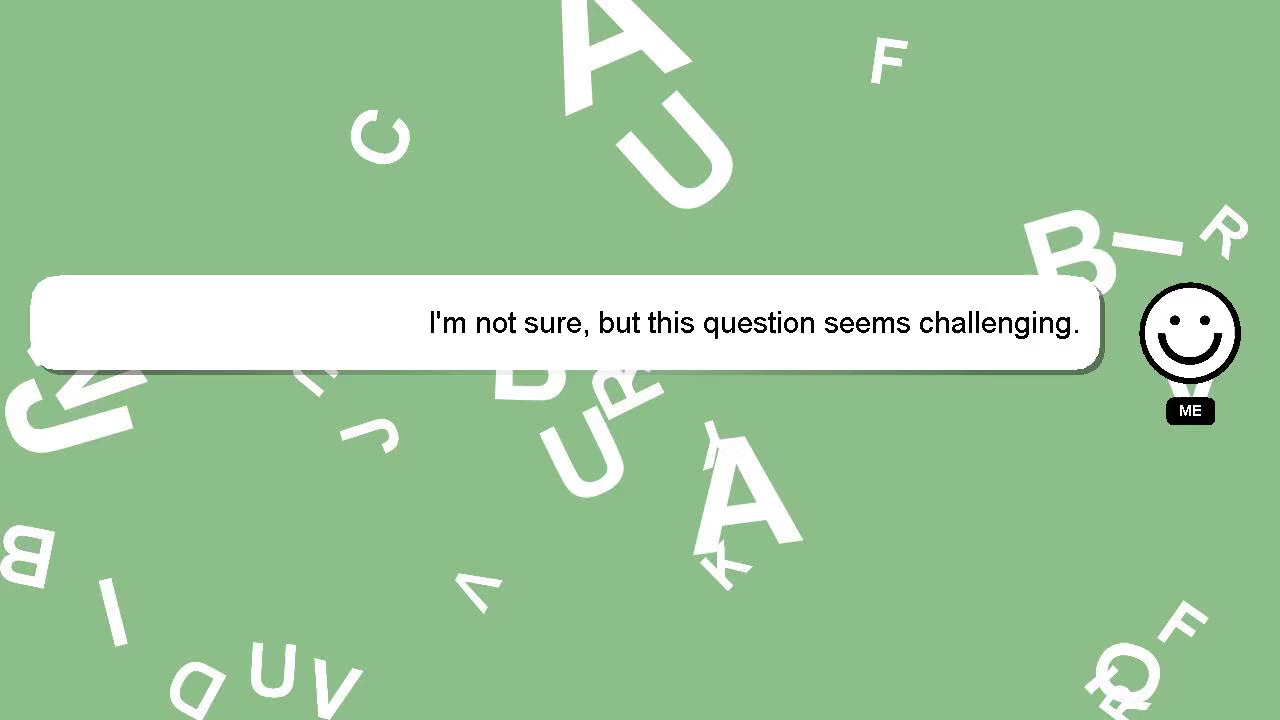 A
F
C
U
B
I
R
I'm not sure, but this question seems challenging.
ME
J
U
R
J
U
A
K
B
I
V
F
D
U
V
Q
R